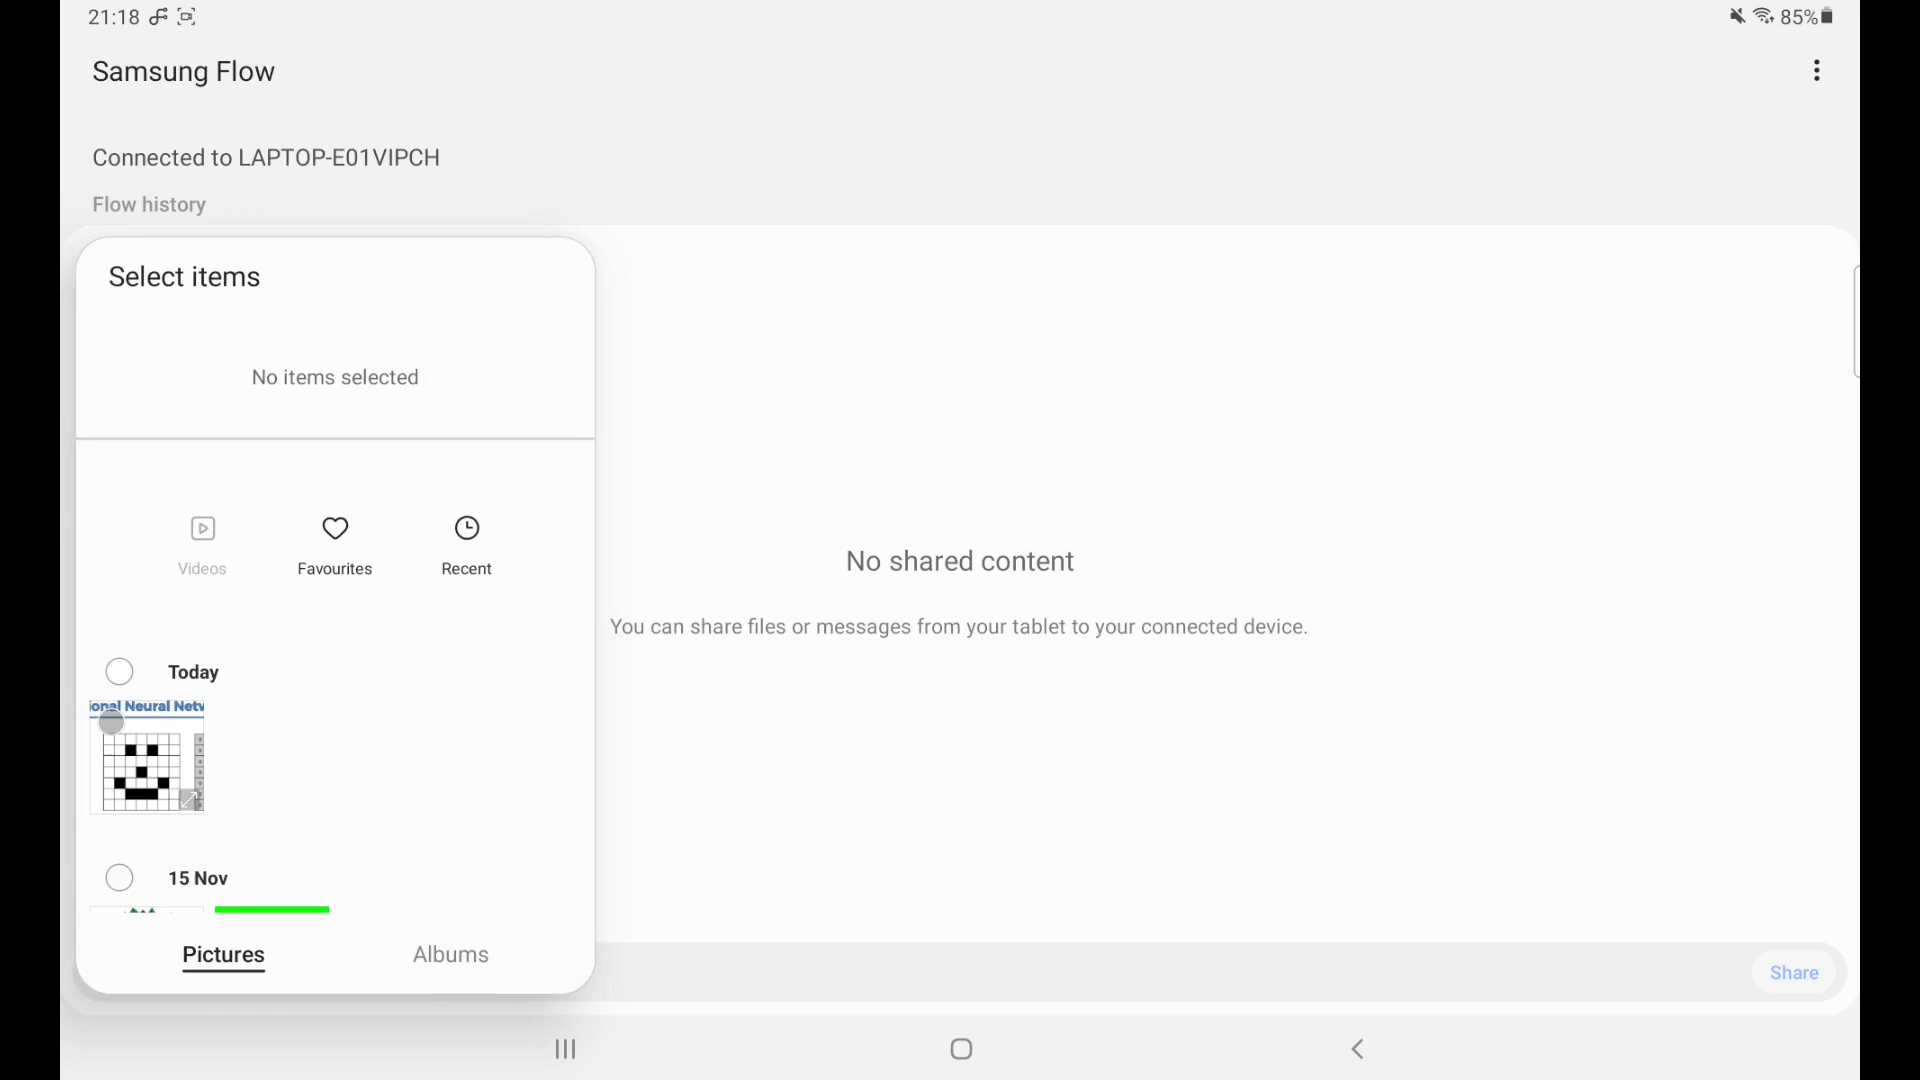 21:18
85%
Samsung Flow
Connected to LAPTOP-E01VIPCH
Flow history
Select items
No items selected
Videos
Favourites
Recent
No shared content
You can share files or messages from your tablet to your connected device.
Today
onal Neural Netw
15 Nov
Pictures
Albums
Share